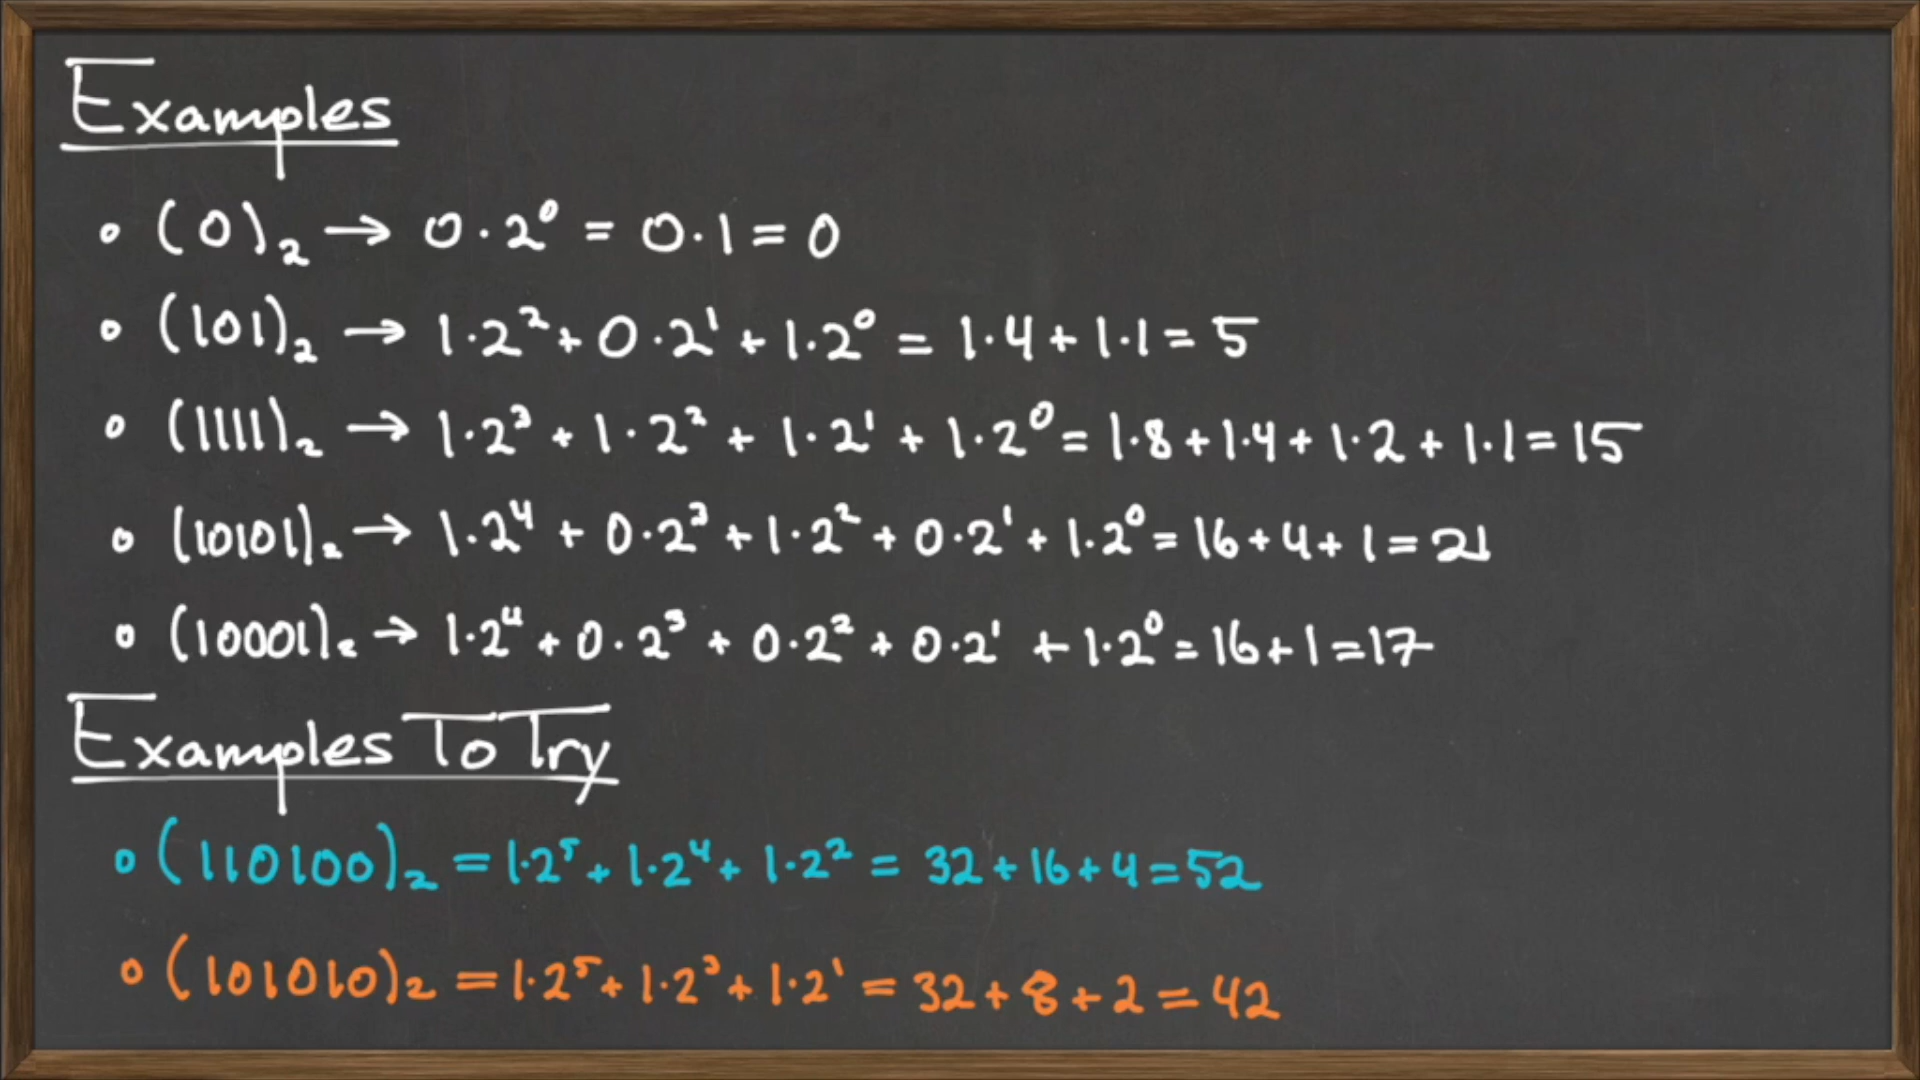 Examples
∘ (0)₂ → 0·2⁰ = 0·1 = 0
∘ (101)₂ → 1·2² + 0·2¹ + 1·2⁰ = 1·4 + 1·1 = 5
∘ (1111)₂ → 1·2³ + 1·2² + 1·2¹ + 1·2⁰ = 1·8 + 1·4 + 1·2 + 1·1 = 15
∘ (10101)₂ → 1·2⁴ + 0·2³ + 1·2² + 0·2¹ + 1·2⁰ = 16 + 4 + 1 = 21
∘ (10001)₂ → 1·2⁴ + 0·2³ + 0·2² + 0·2¹ + 1·2⁰ = 16 + 1 = 17
Examples To Try
∘ (110100)₂ = 1·2⁵ + 1·2⁴ + 1·2² = 32 + 16 + 4 = 52
∘ (101010)₂ = 1·2⁵ + 1·2³ + 1·2¹ = 32 + 8 + 2 = 42